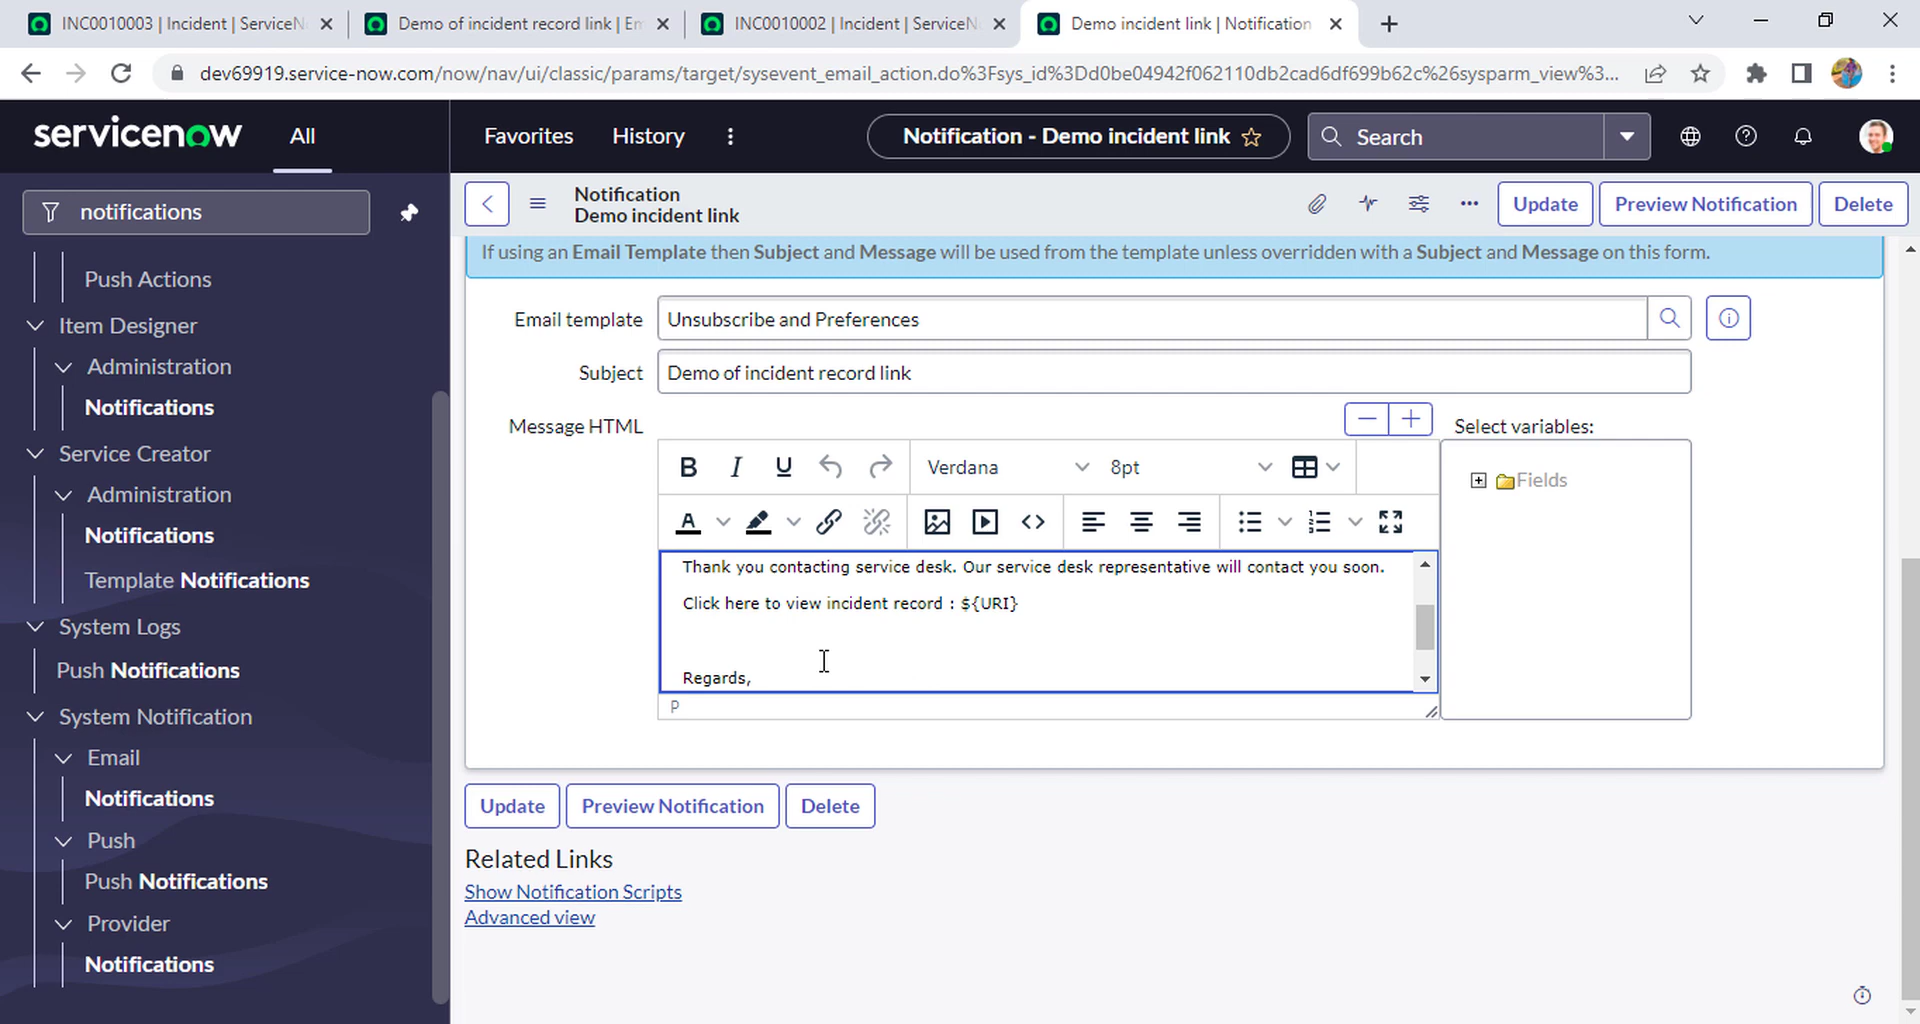 INC0010003 | Incident | ServiceN
Demo of incident record link | Em
INC0010002 | Incident | ServiceN
Demo incident link | Notification
dev69919.service-now.com/now/nav/ui/classic/params/target/sysevent_email_action.do%3Fsys_id%3Dd0be04942f062110db2cad6df699b62c%26sysparm_view%3...
servicenow
All
Favorites
History
Notification - Demo incident link
Search
notifications
Push Actions
Item Designer
Administration
Notifications
Service Creator
Administration
Notifications
Template Notifications
System Logs
Push Notifications
System Notification
Email
Notifications
Push
Push Notifications
Provider
Notifications
Notification
Demo incident link
Update
Preview Notification
Delete
If using an Email Template then Subject and Message will be used from the template unless overridden with a Subject and Message on this form.
Email template
Unsubscribe and Preferences
Subject
Demo of incident record link
Message HTML
Select variables:
B I U
Verdana
8pt
A
Fields
Thank you contacting service desk. Our service desk representative will contact you soon.
Click here to view incident record : ${URI}
Regards,
P
Update
Preview Notification
Delete
Related Links
Show Notification Scripts
Advanced view